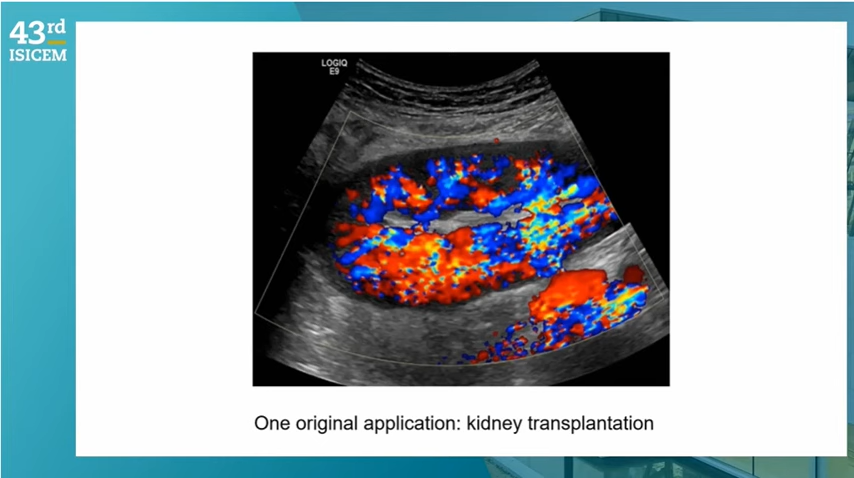 43rd
ISICEM
LOGIQ
E9
One original application: kidney transplantation